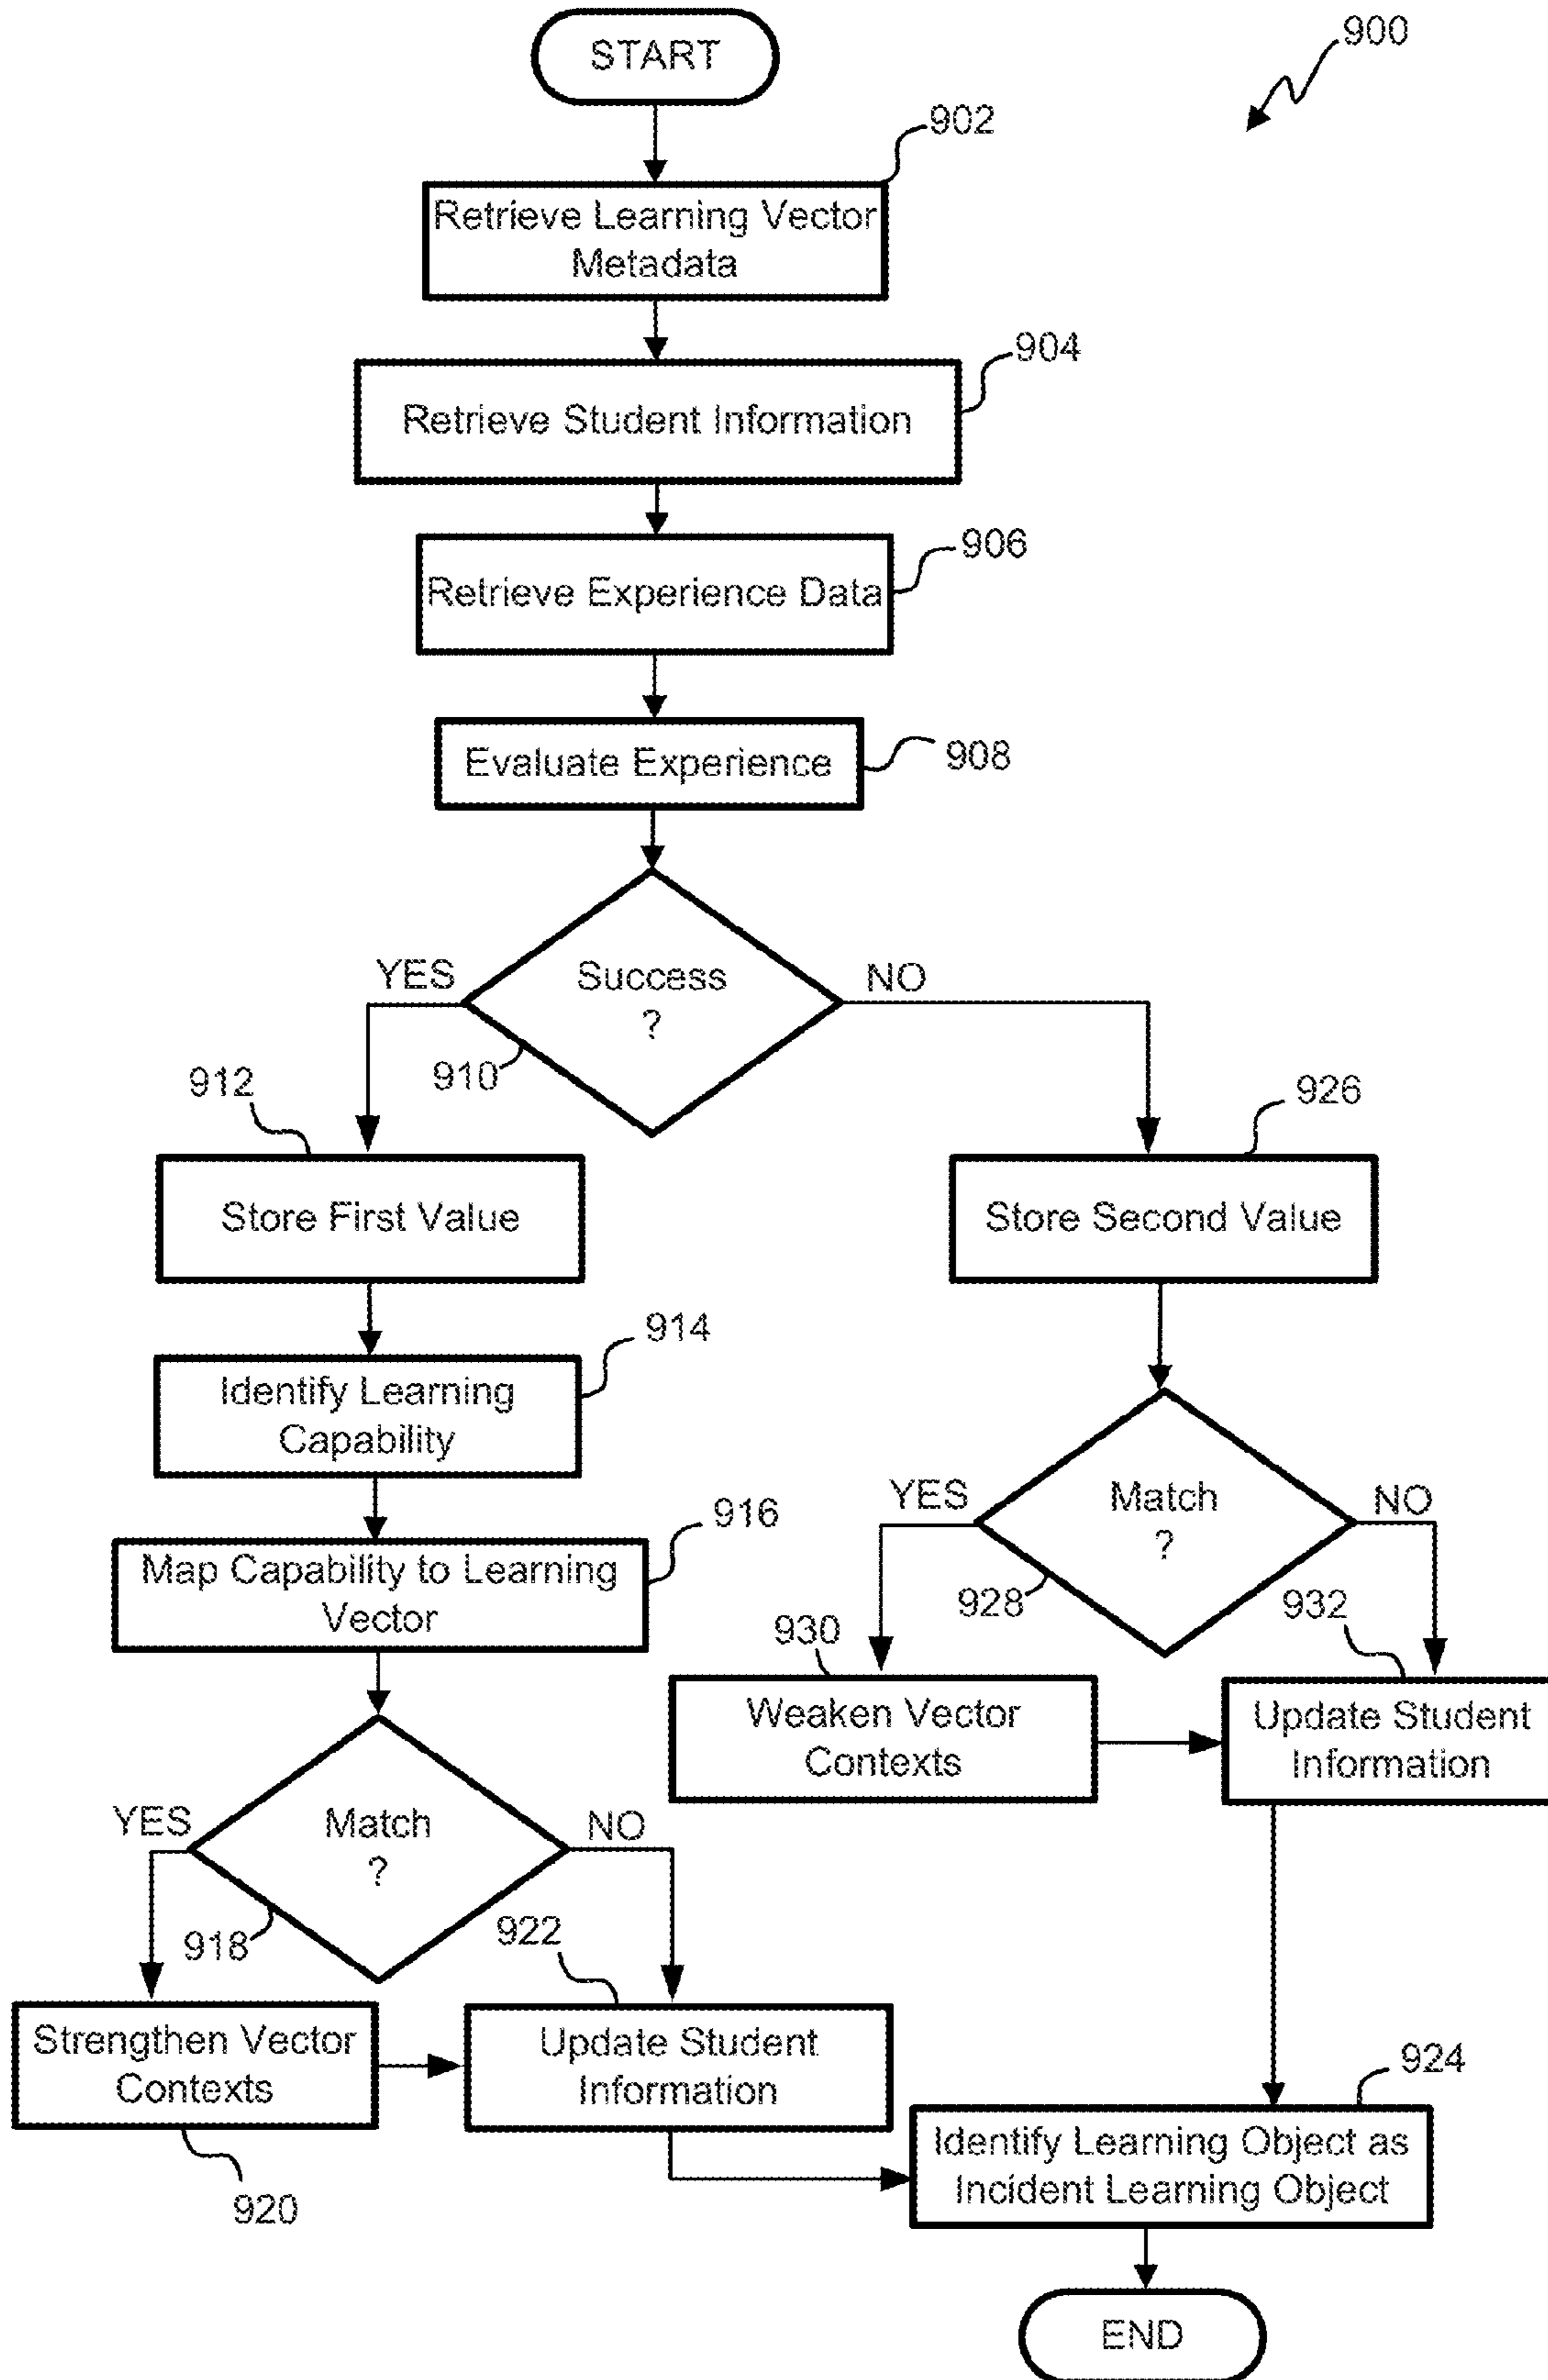 START
900
902
Retrieve Learning Vector
Metadata
904
Retrieve Student Information
906
Retrieve Experience Data
Evaluate Experience
908
YES
Success
?
NO
910
912
926
Store First Value
Store Second Value
914
Identify Learning
Capability
YES
Match
?
NO
916
Map Capability to Learning
Vector
928
932
930
Weaken Vector
Contexts
Update Student
Information
YES
Match
?
NO
918
922
Strengthen Vector
Contexts
Update Student
Information
920
924
Identify Learning Object as
Incident Learning Object
END